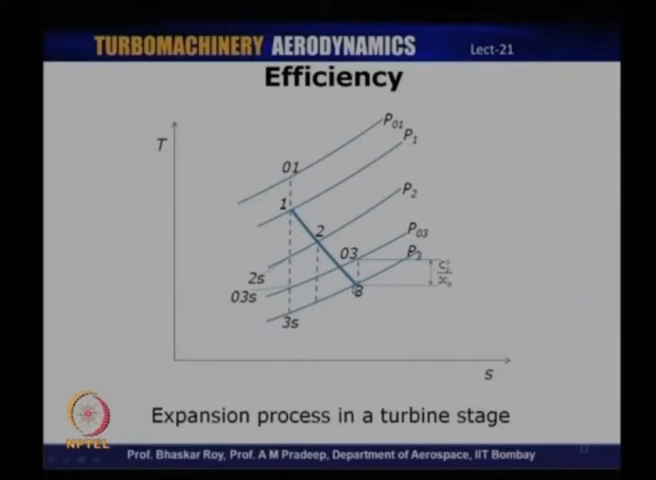 TURBOMACHINERY AERODYNAMICS Lect-21
Efficiency
T
P01
P1
01
1
P2
2
03
P03
P3
2s
03s
3
3s
s
Expansion process in a turbine stage
NPTEL
Prof. Bhaskar Roy, Prof. A M Pradeep, Department of Aerospace, IIT Bombay